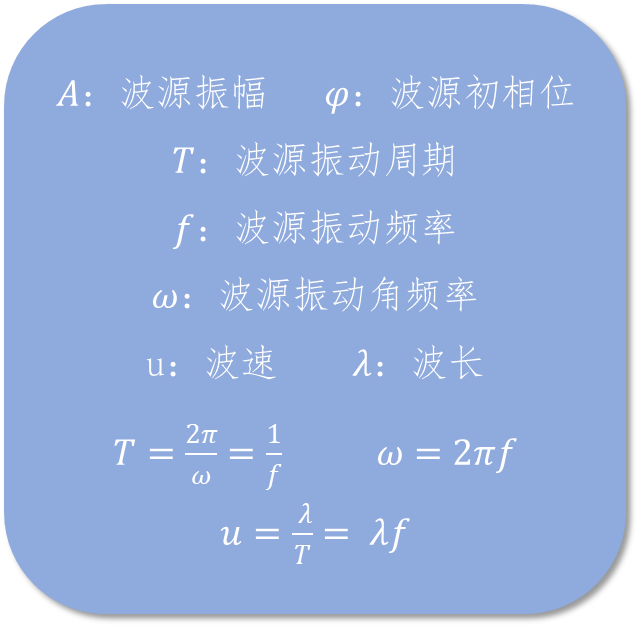 A：波源振幅　　φ：波源初相位
T：波源振动周期
f：波源振动频率
ω：波源振动角频率
u：波速　　λ：波长
T = 2π/ω = 1/f　　ω = 2πf
u = λ/T = λf